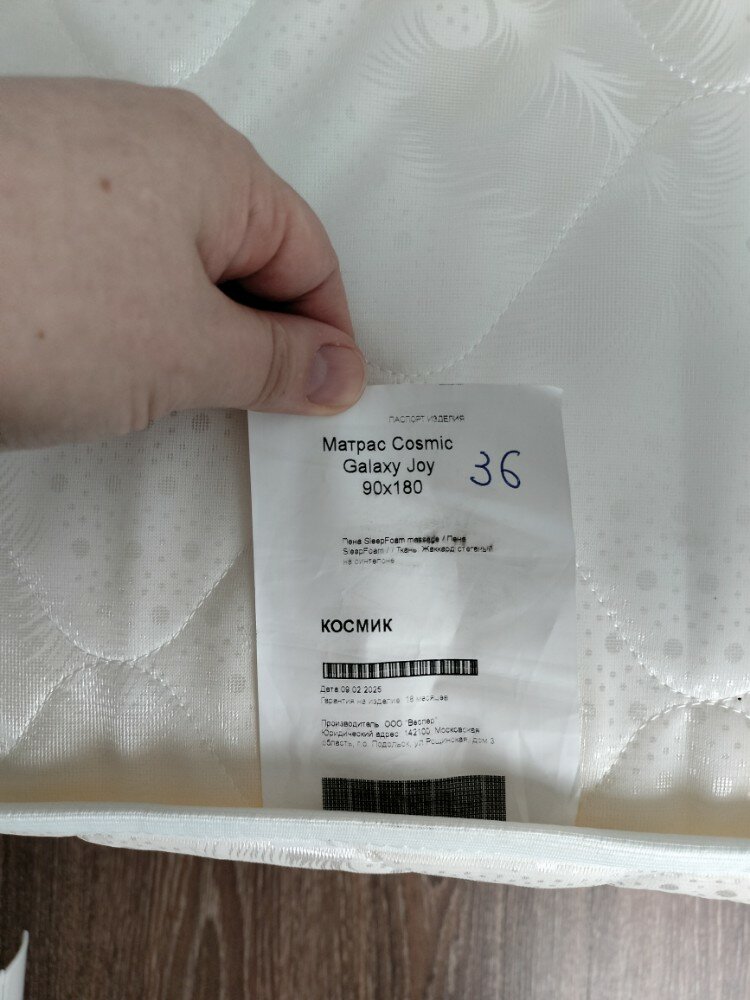 ПАСПОРТ ИЗДЕЛИЯ
Матрас Cosmic
Galaxy Joy
90x180
36
Пена SleepFoam massage / Пена
SleepFoam / / Ткань: Жаккард стеганый
на синтепоне
КОСМИК
Дата 09.02.2025
Гарантия на изделие: 18 месяцев
Производитель: ООО "Веспер"
Юридический адрес: 142100, Московская
область, г.о. Подольск, ул Рощинская, дом 3